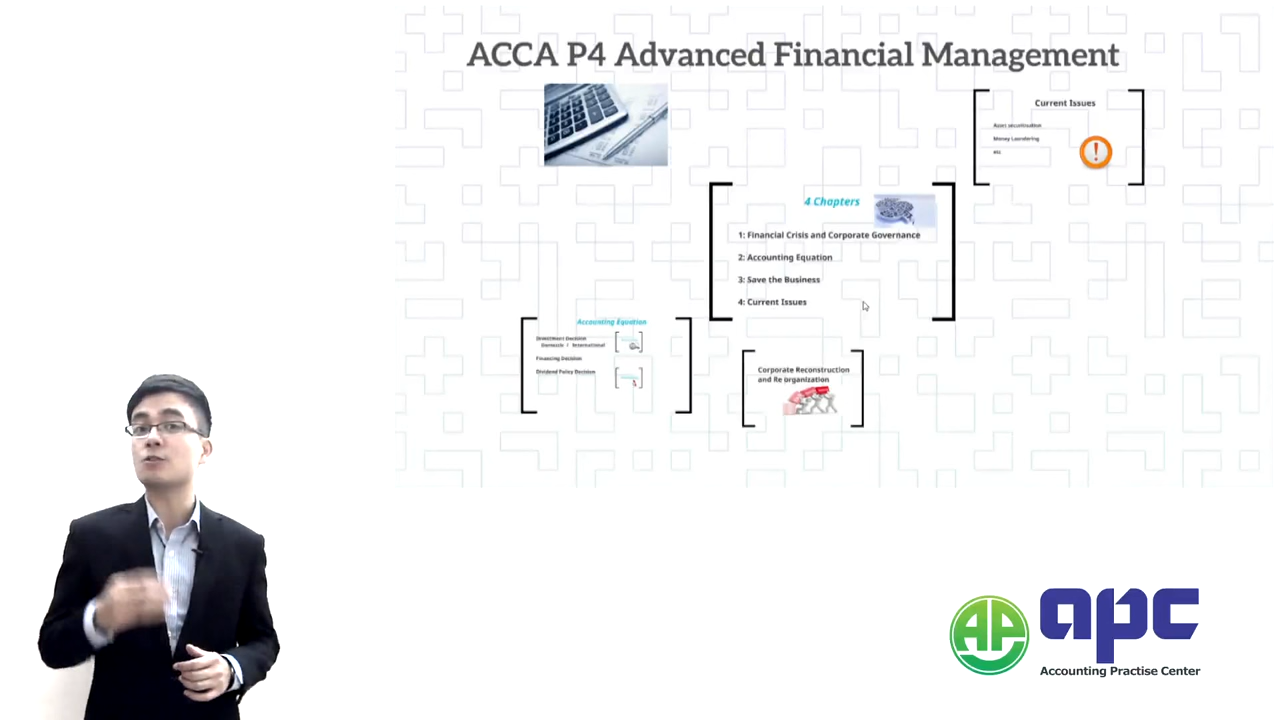 ACCA P4 Advanced Financial Management
Current Issues
Asset securitisation
Money Laundering
etc
4 Chapters
1: Financial Crisis and Corporate Governance
2: Accounting Equation
3: Save the Business
4: Current Issues
Accounting Equation
Investment Decision
Domestic / International
Financing Decision
Dividend Policy Decision
Corporate Reconstruction
and Re organization
AP
apc
Accounting Practise Center